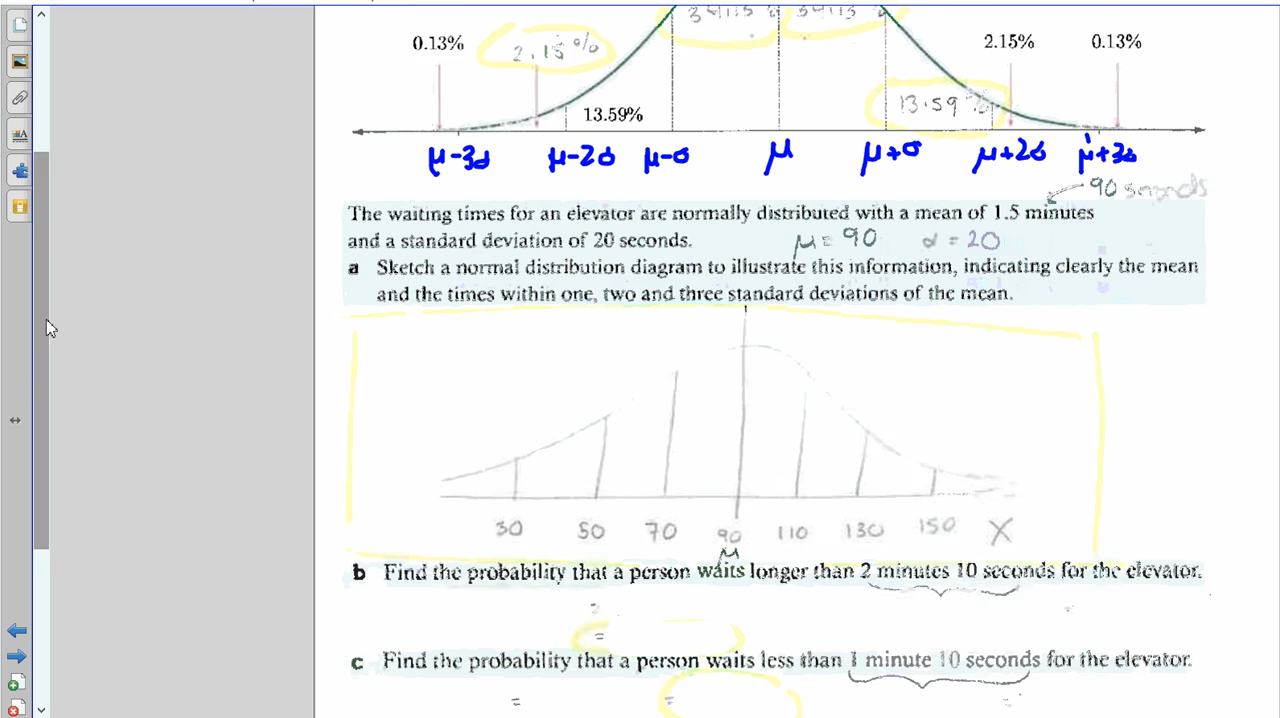 34.13 % 34.13 %
0.13% 2.15% 2.15% 0.13%
13.59% 13.59%
μ-3σ μ-2σ μ-σ μ μ+σ μ+2σ μ+3σ
90 seconds
The waiting times for an elevator are normally distributed with a mean of 1.5 minutes
and a standard deviation of 20 seconds. μ = 90 σ = 20
a Sketch a normal distribution diagram to illustrate this information, indicating clearly the mean
and the times within one, two and three standard deviations of the mean.
30 50 70 90 110 130 150 X
μ
b Find the probability that a person waits longer than 2 minutes 10 seconds for the elevator.
=
c Find the probability that a person waits less than 1 minute 10 seconds for the elevator.
= =